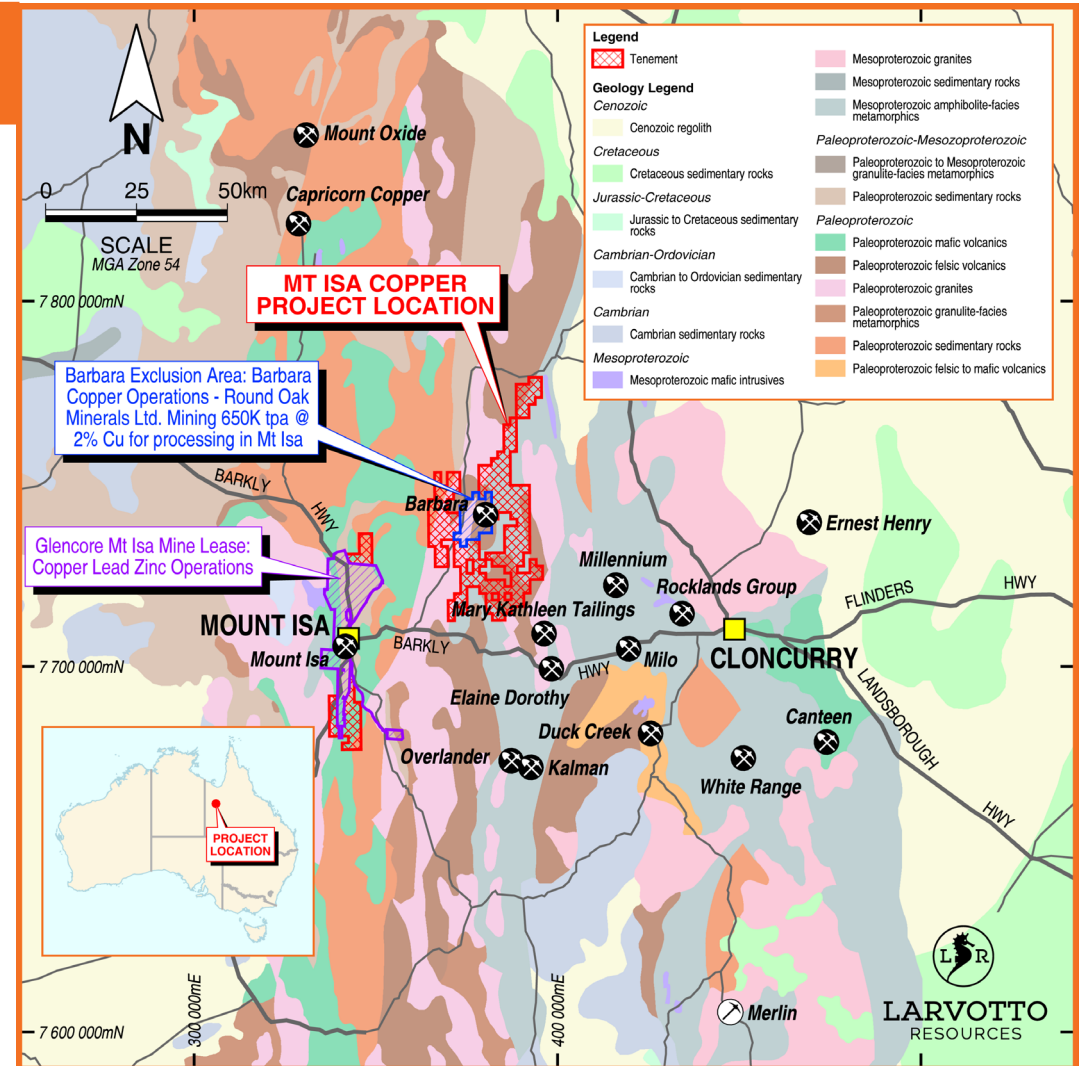 N
0 25 50km
SCALE
MGA Zone 54
Mount Oxide
Capricorn Copper
7 800 000mN
MT ISA COPPER
PROJECT LOCATION
Barbara Exclusion Area: Barbara
Copper Operations - Round Oak
Minerals Ltd. Mining 650K tpa @
2% Cu for processing in Mt Isa
Legend
Tenement
Geology Legend
Cenozoic
Cenozoic regolith
Cretaceous
Cretaceous sedimentary rocks
Jurassic-Cretaceous
Jurassic to Cretaceous sedimentary
rocks
Cambrian-Ordovician
Cambrian to Ordovician sedimentary
rocks
Cambrian
Cambrian sedimentary rocks
Mesoproterozoic
Mesoproterozoic mafic intrusives
Mesoproterozoic granites
Mesoproterozoic sedimentary rocks
Mesoproterozoic amphibolite-facies
metamorphics
Paleoproterozoic-Mesozoproterozoic
Paleoproterozoic to Mesoproterozoic
granulite-facies metamorphics
Paleoproterozoic sedimentary rocks
Paleoproterozoic
Paleoproterozoic mafic volcanics
Paleoproterozoic felsic volcanics
Paleoproterozoic granites
Paleoproterozoic granulite-facies
metamorphics
Paleoproterozoic sedimentary rocks
Paleoproterozoic felsic to mafic volcanics
BARKLY
HWY
Barbara
Ernest Henry
Glencore Mt Isa Mine Lease:
Copper Lead Zinc Operations
Millennium
Rocklands Group
FLINDERS
HWY
Mary Kathleen Tailings
MOUNT ISA
Mount Isa
BARKLY
HWY
Milo
CLONCURRY
7 700 000mN
Elaine Dorothy
LANDSBOROUGH
HWY
Duck Creek
Canteen
Overlander
Kalman
White Range
PROJECT
LOCATION
Merlin
L R
LARVOTTO
RESOURCES
7 600 000mN
300 000mE
400 000mE